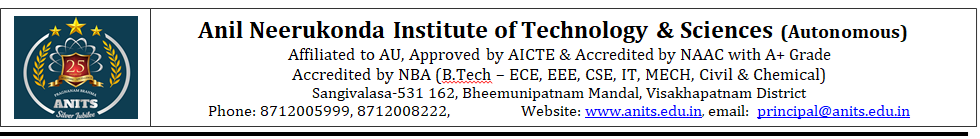 25
PRAGNANAM BRAHMA
ANITS
Silver Jubilee
Anil Neerukonda Institute of Technology & Sciences (Autonomous)
Affiliated to AU, Approved by AICTE & Accredited by NAAC with A+ Grade
Accredited by NBA (B.Tech – ECE, EEE, CSE, IT, MECH, Civil & Chemical)
Sangivalasa-531 162, Bheemunipatnam Mandal, Visakhapatnam District
Phone: 8712005999, 8712008222, Website: www.anits.edu.in, email: principal@anits.edu.in